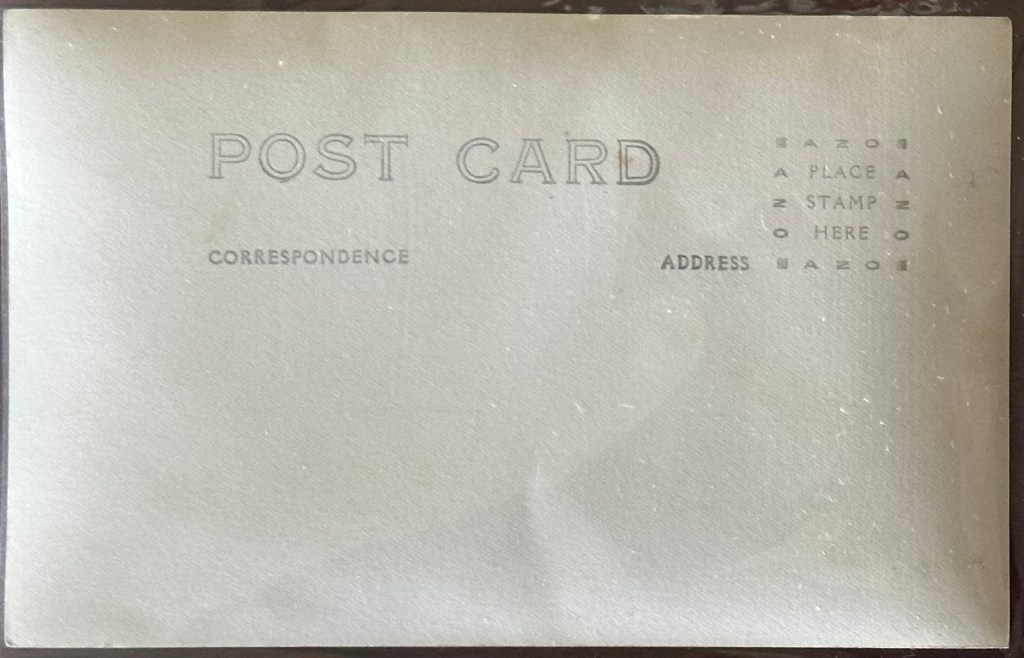 POST CARD
CORRESPONDENCE
ADDRESS
AZO
A PLACE A
Z STAMP Z
O HERE O
AZO